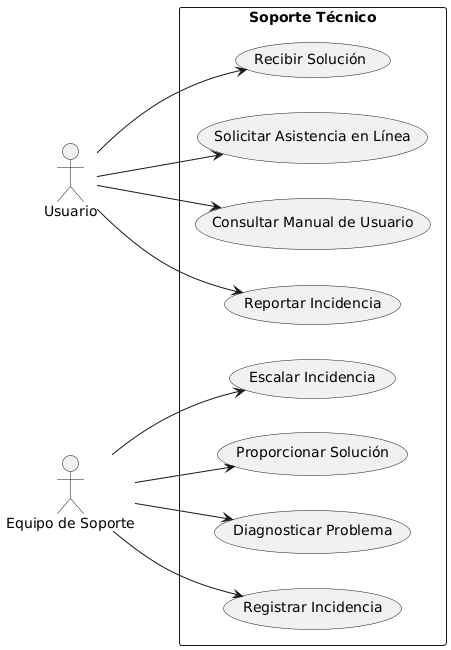 Soporte Técnico
Recibir Solución
Solicitar Asistencia en Línea
Consultar Manual de Usuario
Usuario
Reportar Incidencia
Escalar Incidencia
Proporcionar Solución
Equipo de Soporte
Diagnosticar Problema
Registrar Incidencia